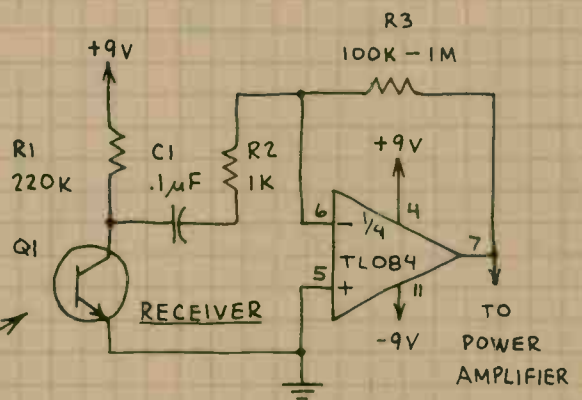 R3
100K - 1M
+9V
R1
220K
C1
.1μF
R2
1K
+9V
6
-
1/4
4
TL084
7
5
+
11
Q1
RECEIVER
-9V
TO
POWER
AMPLIFIER